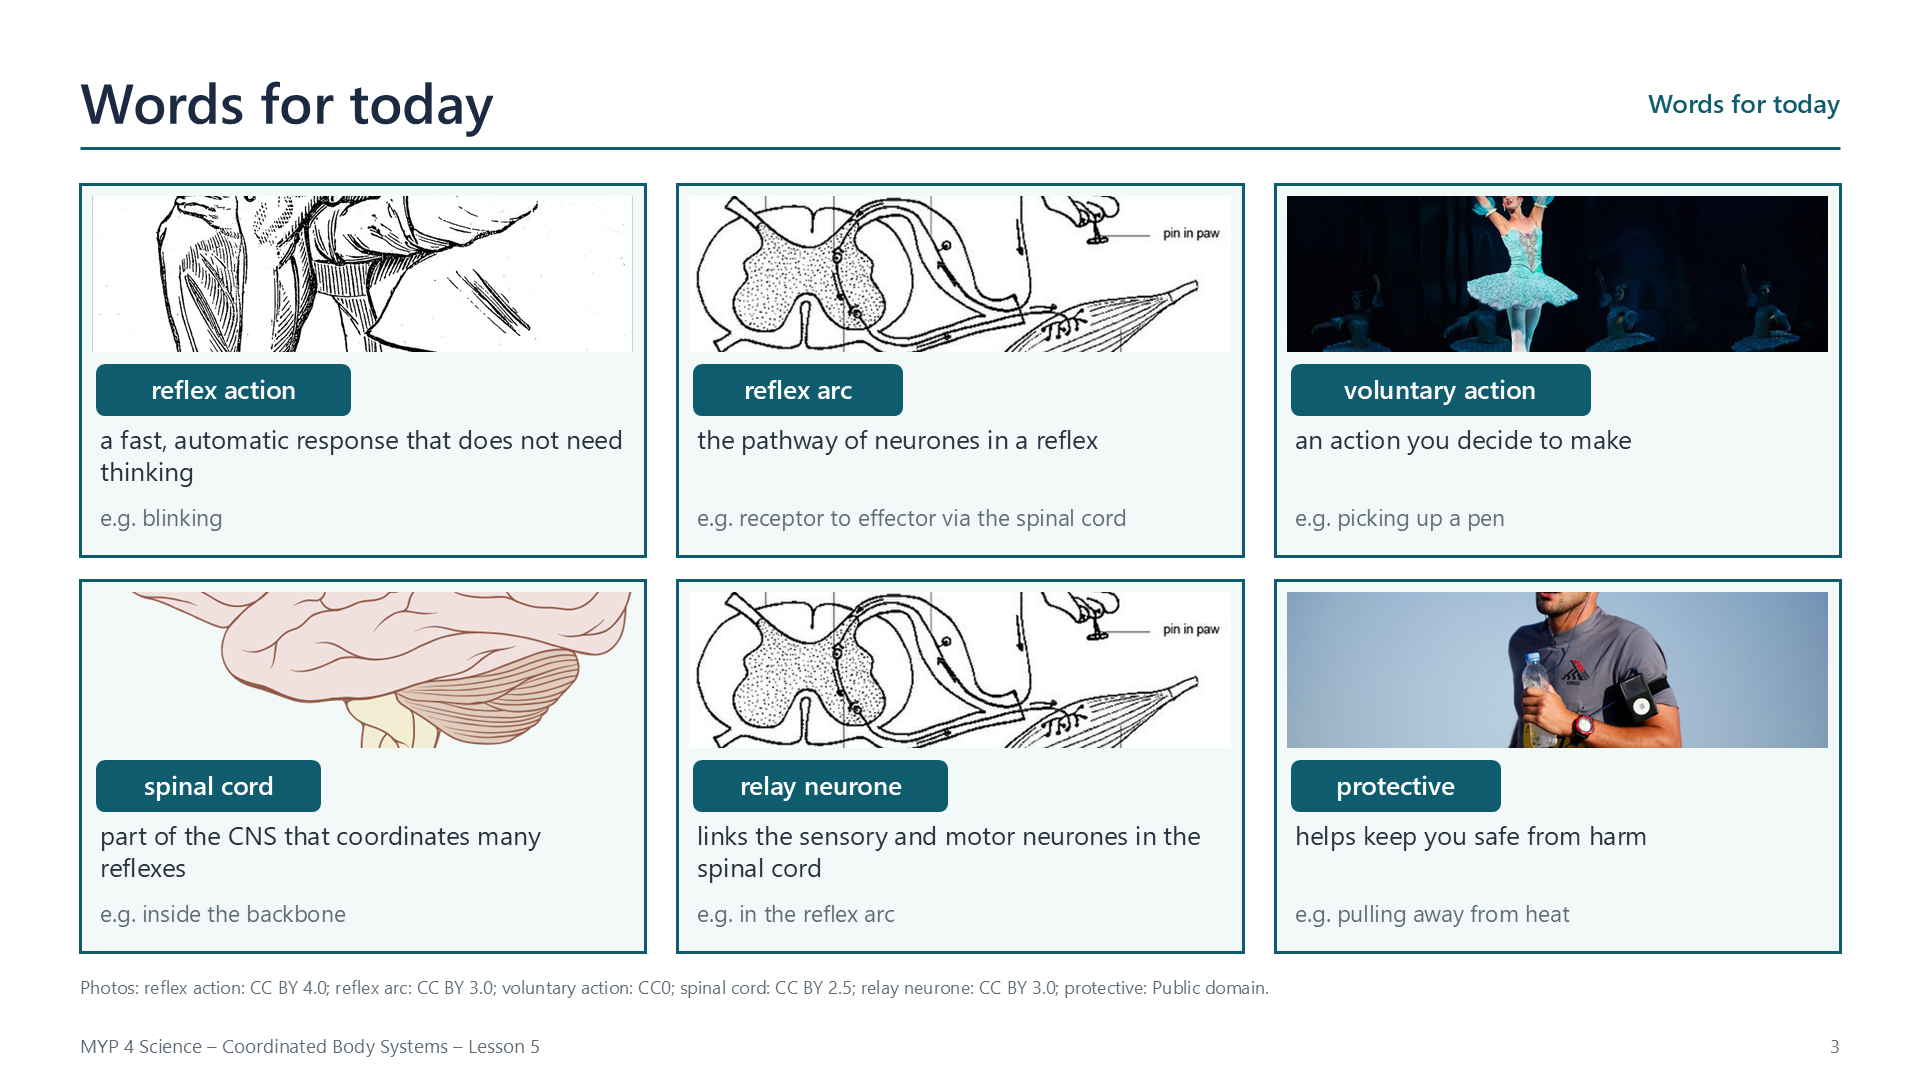 Words for today
Words for today
pin in paw
reflex action
a fast, automatic response that does not need
thinking
e.g. blinking
reflex arc
the pathway of neurones in a reflex
e.g. receptor to effector via the spinal cord
voluntary action
an action you decide to make
e.g. picking up a pen
spinal cord
part of the CNS that coordinates many
reflexes
e.g. inside the backbone
pin in paw
relay neurone
links the sensory and motor neurones in the
spinal cord
e.g. in the reflex arc
protective
helps keep you safe from harm
e.g. pulling away from heat
Photos: reflex action: CC BY 4.0; reflex arc: CC BY 3.0; voluntary action: CC0; spinal cord: CC BY 2.5; relay neurone: CC BY 3.0; protective: Public domain.
MYP 4 Science – Coordinated Body Systems – Lesson 5
3